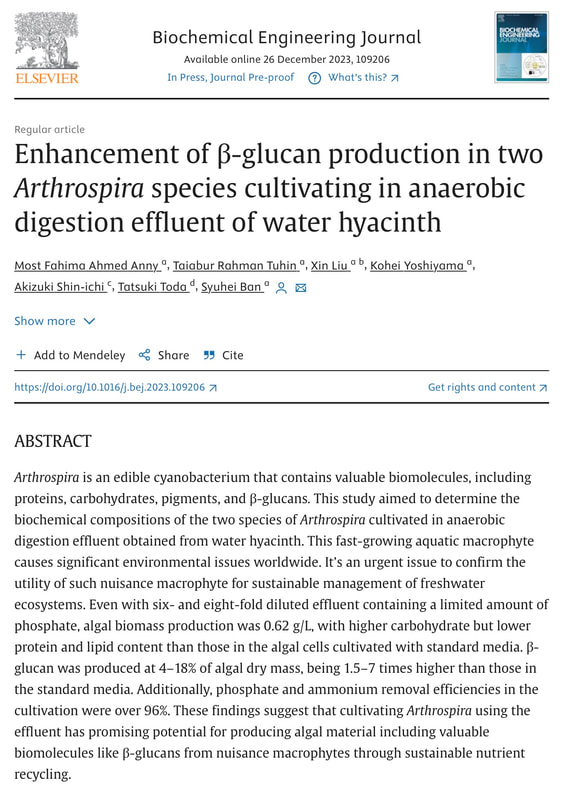 Biochemical Engineering Journal
Available online 26 December 2023, 109206
In Press, Journal Pre-proof ? What's this? ↗
ELSEVIER
BIOCHEMICAL
ENGINEERING
JOURNAL
Regular article
Enhancement of β-glucan production in two
Arthrospira species cultivating in anaerobic
digestion effluent of water hyacinth
Most Fahima Ahmed Anny a, Taiabur Rahman Tuhin a, Xin Liu a b, Kohei Yoshiyama a,
Akizuki Shin-ichi c, Tatsuki Toda d, Syuhei Ban a
Show more
+ Add to Mendeley Share Cite
https://doi.org/10.1016/j.bej.2023.109206 ↗ Get rights and content ↗
ABSTRACT
Arthrospira is an edible cyanobacterium that contains valuable biomolecules, including
proteins, carbohydrates, pigments, and β-glucans. This study aimed to determine the
biochemical compositions of the two species of Arthrospira cultivated in anaerobic
digestion effluent obtained from water hyacinth. This fast-growing aquatic macrophyte
causes significant environmental issues worldwide. It's an urgent issue to confirm the
utility of such nuisance macrophyte for sustainable management of freshwater
ecosystems. Even with six- and eight-fold diluted effluent containing a limited amount of
phosphate, algal biomass production was 0.62 g/L, with higher carbohydrate but lower
protein and lipid content than those in the algal cells cultivated with standard media. β-
glucan was produced at 4–18% of algal dry mass, being 1.5–7 times higher than those in
the standard media. Additionally, phosphate and ammonium removal efficiencies in the
cultivation were over 96%. These findings suggest that cultivating Arthrospira using the
effluent has promising potential for producing algal material including valuable
biomolecules like β-glucans from nuisance macrophytes through sustainable nutrient
recycling.